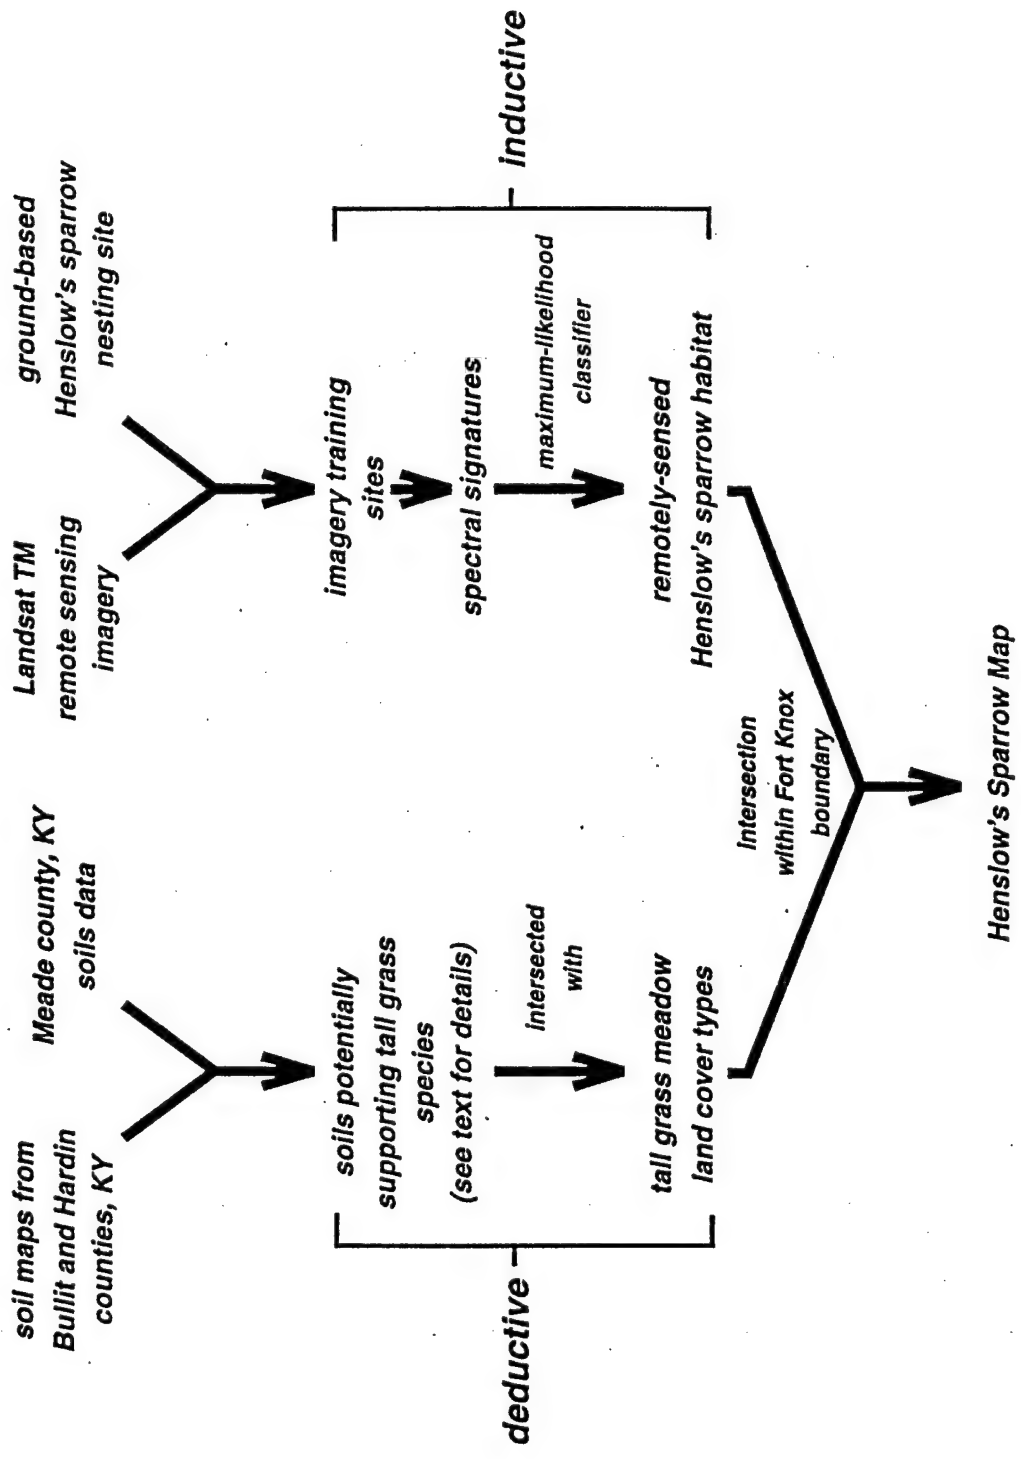 soil maps from
Bullit and Hardin
counties, KY
Meade county, KY
soils data
Landsat TM
remote sensing
imagery
ground-based
Henslow's sparrow
nesting site
deductive
soils potentially
supporting tall grass
species
(see text for details)
intersected
with
tall grass meadow
land cover types
imagery training
sites
spectral signatures
maximum-likelihood
classifier
remotely-sensed
Henslow's sparrow habitat
inductive
Intersection
within Fort Knox
boundary
Henslow's Sparrow Map